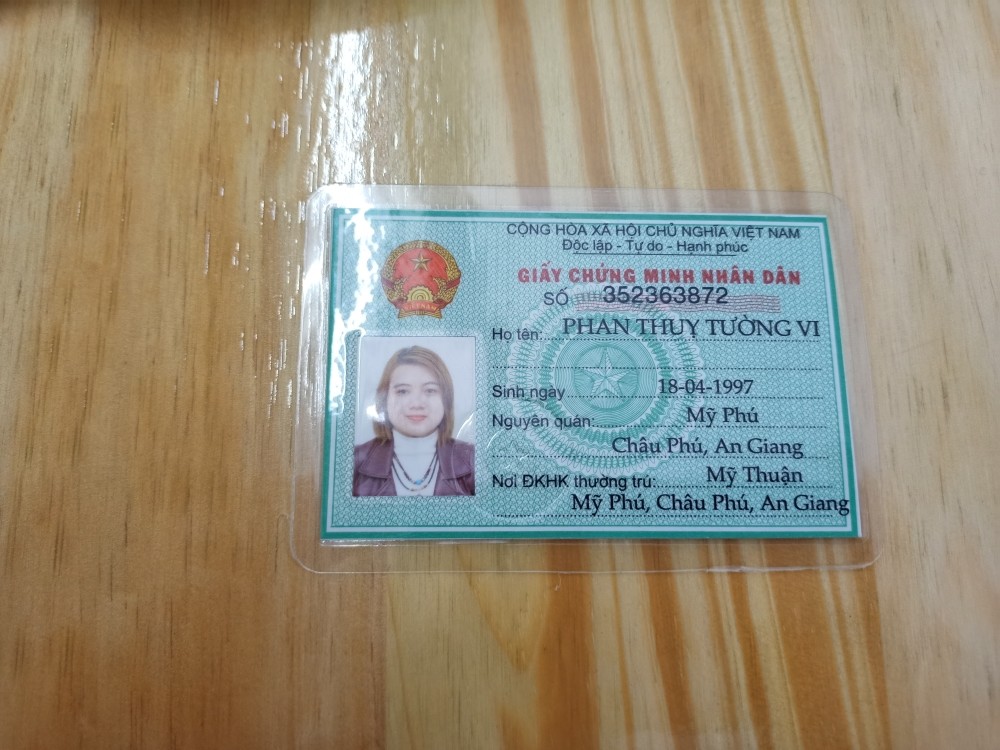 CỘNG HÒA XÃ HỘI CHỦ NGHĨA VIỆT NAM
Độc lập - Tự do - Hạnh phúc
GIẤY CHỨNG MINH NHÂN DÂN
SỐ 352363872
Họ tên: PHAN THUY TƯỜNG VI
Sinh ngày 18-04-1997
Nguyên quán: Mỹ Phú
Châu Phú, An Giang
Nơi ĐKHK thường trú: Mỹ Thuận
Mỹ Phú, Châu Phú, An Giang